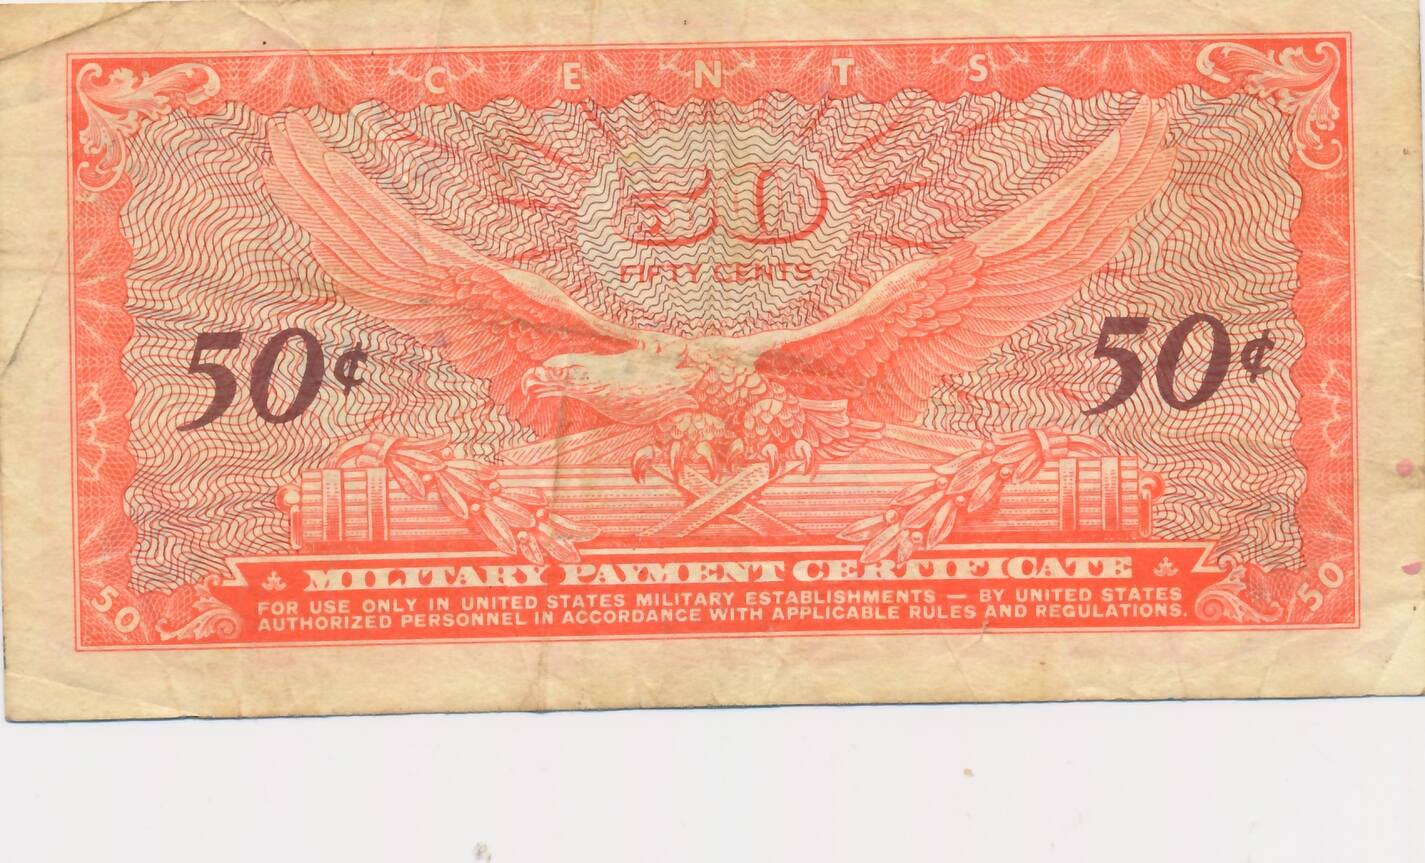 CENTS
50
FIFTY CENTS
50¢ 50¢
MILITARY PAYMENT CERTIFICATE
50 FOR USE ONLY IN UNITED STATES MILITARY ESTABLISHMENTS — BY UNITED STATES 50
AUTHORIZED PERSONNEL IN ACCORDANCE WITH APPLICABLE RULES AND REGULATIONS.